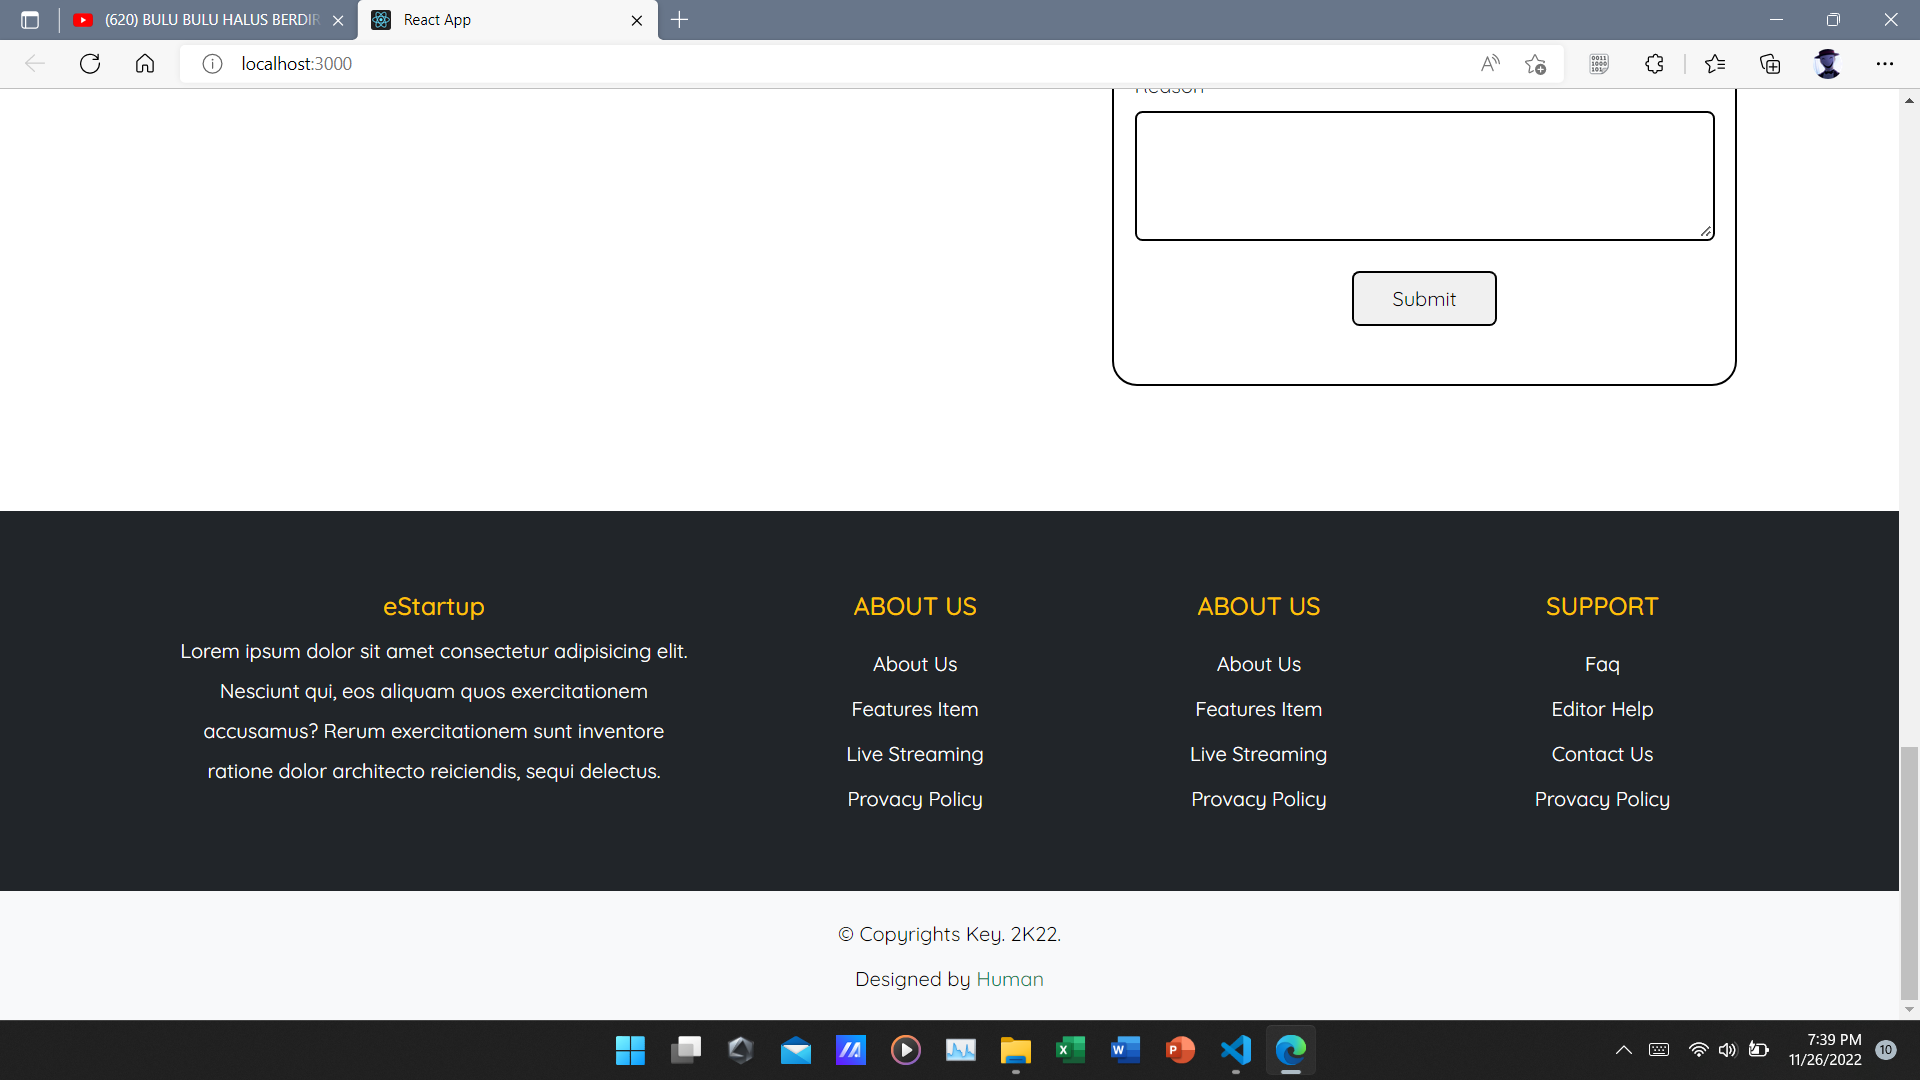 (620) BULU BULU HALUS BERDIR
React App
localhost:3000
Reason
Submit
eStartup
Lorem ipsum dolor sit amet consectetur adipisicing elit.
Nesciunt qui, eos aliquam quos exercitationem
accusamus? Rerum exercitationem sunt inventore
ratione dolor architecto reiciendis, sequi delectus.
ABOUT US
About Us
Features Item
Live Streaming
Provacy Policy
ABOUT US
About Us
Features Item
Live Streaming
Provacy Policy
SUPPORT
Faq
Editor Help
Contact Us
Provacy Policy
© Copyrights Key. 2K22.
Designed by Human
7:39 PM
11/26/2022
10